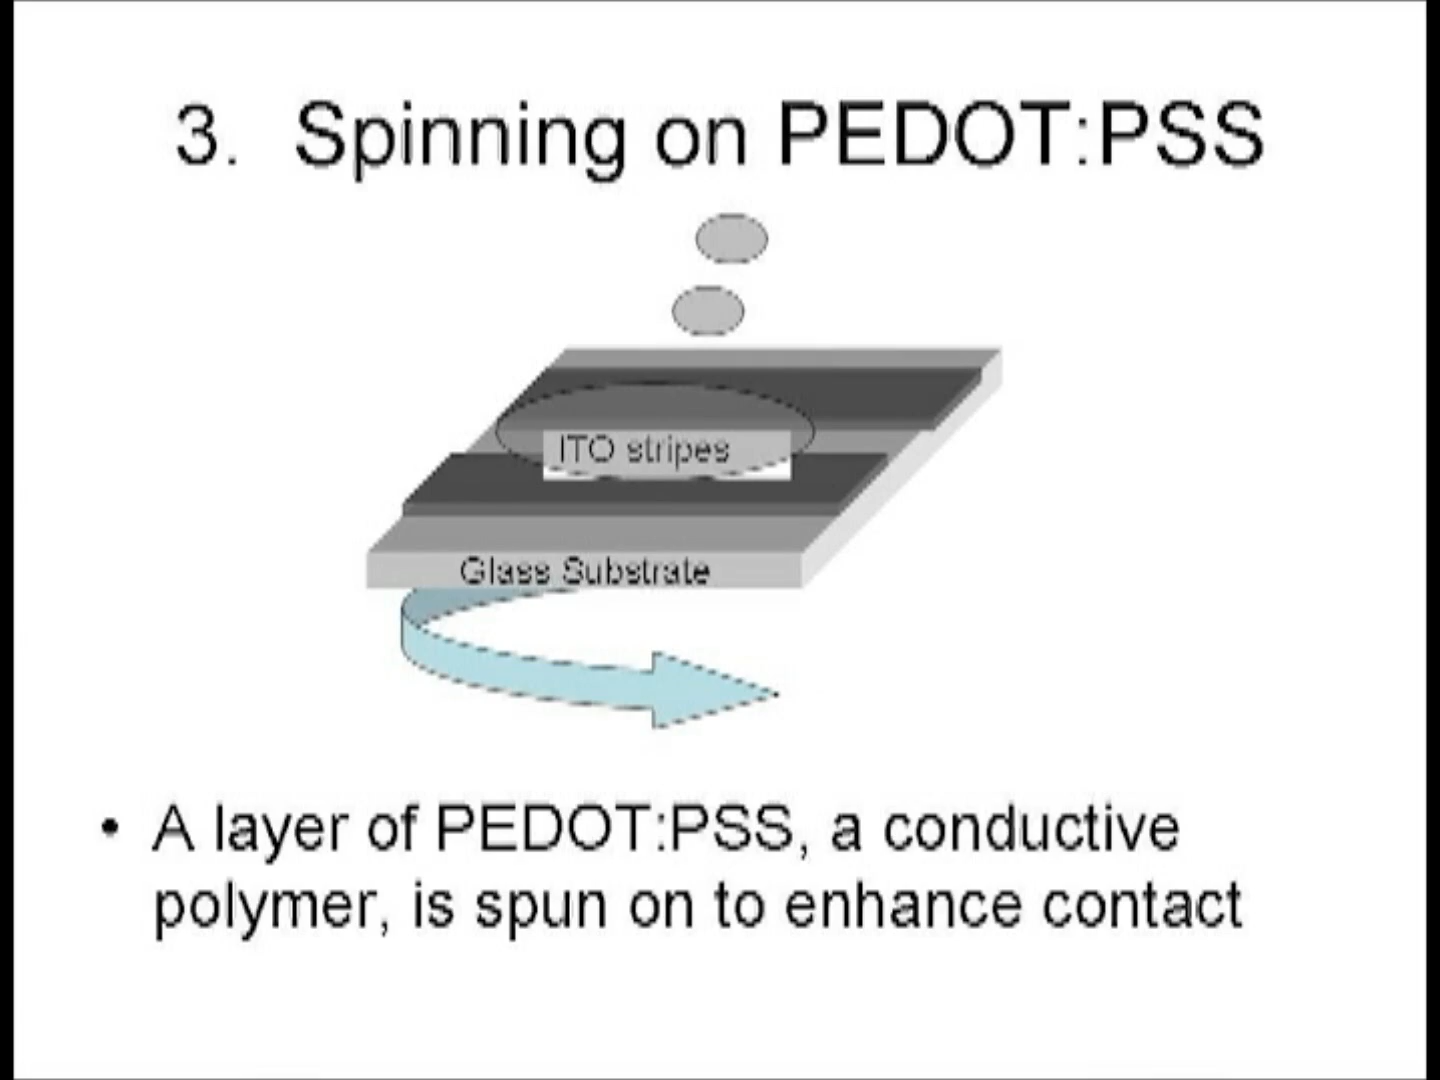 3. Spinning on PEDOT:PSS
ITO stripes
Glass Substrate
• A layer of PEDOT:PSS, a conductive
polymer, is spun on to enhance contact